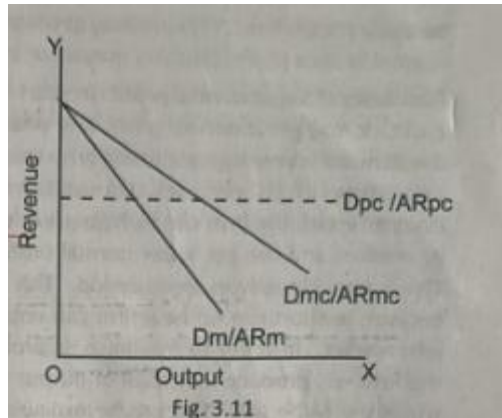 Y
Revenue
Dpc /ARpc
Dmc/ARmc
Dm/ARm
O
Output
X
Fig. 3.11